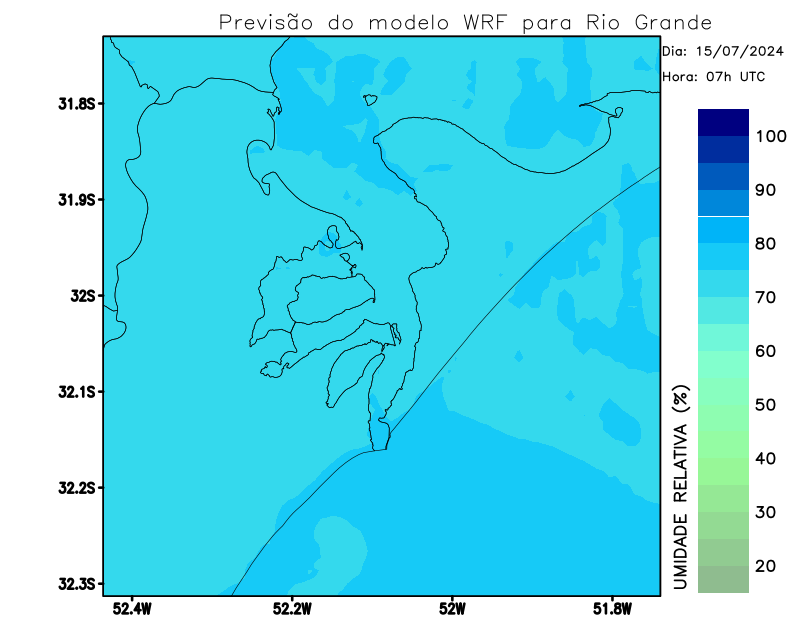 Previsão do modelo WRF para Rio Grande
Dia: 15/07/2024
Hora: 07h UTC
31.8S
31.9S
32S
32.1S
32.2S
32.3S
52.4W
52.2W
52W
51.8W
100
90
80
70
60
50
40
30
20
UMIDADE RELATIVA (%)